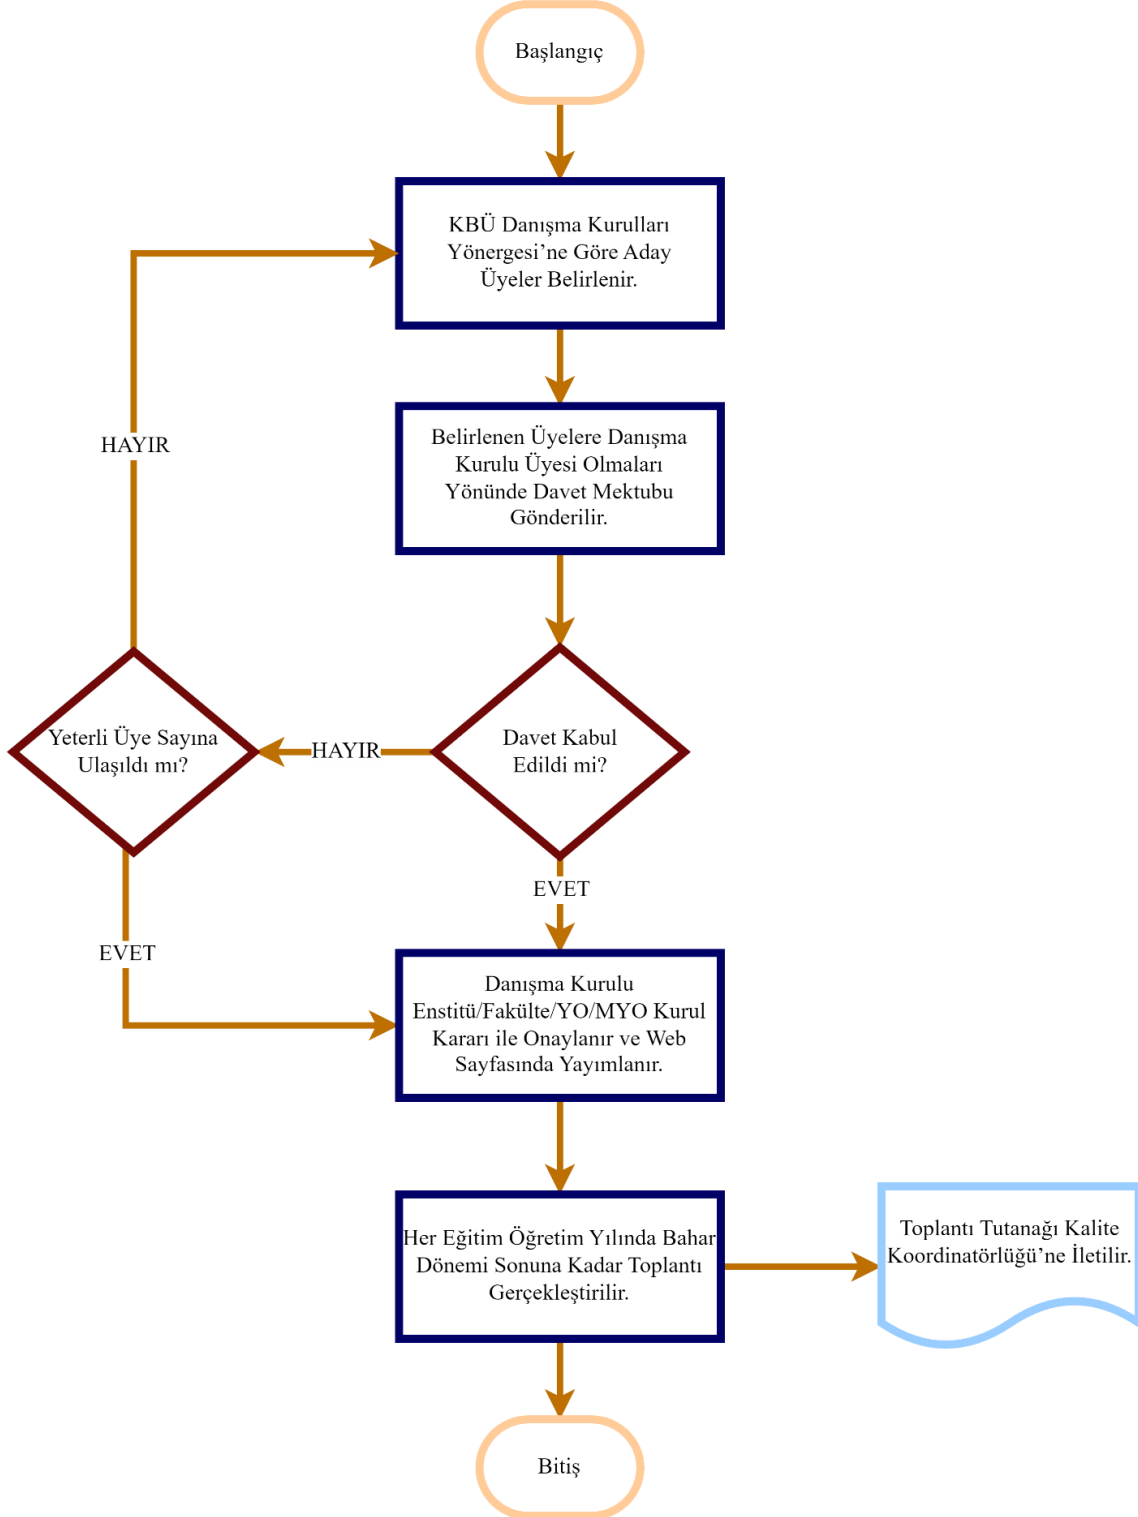 Başlangıç
KBÜ Danışma Kurulları
Yönergesi’ne Göre Aday
Üyeler Belirlenir.
Belirlenen Üyelere Danışma
Kurulu Üyesi Olmaları
Yönünde Davet Mektubu
Gönderilir.
HAYIR
Davet Kabul
Edildi mi?
HAYIR
Yeterli Üye Sayına
Ulaşıldı mı?
EVET
EVET
Danışma Kurulu
Enstitü/Fakülte/YO/MYO Kurul
Kararı ile Onaylanır ve Web
Sayfasında Yayımlanır.
Her Eğitim Öğretim Yılında Bahar
Dönemi Sonuna Kadar Toplantı
Gerçekleştirilir.
Toplantı Tutanağı Kalite
Koordinatörlüğü’ne İletilir.
Bitiş